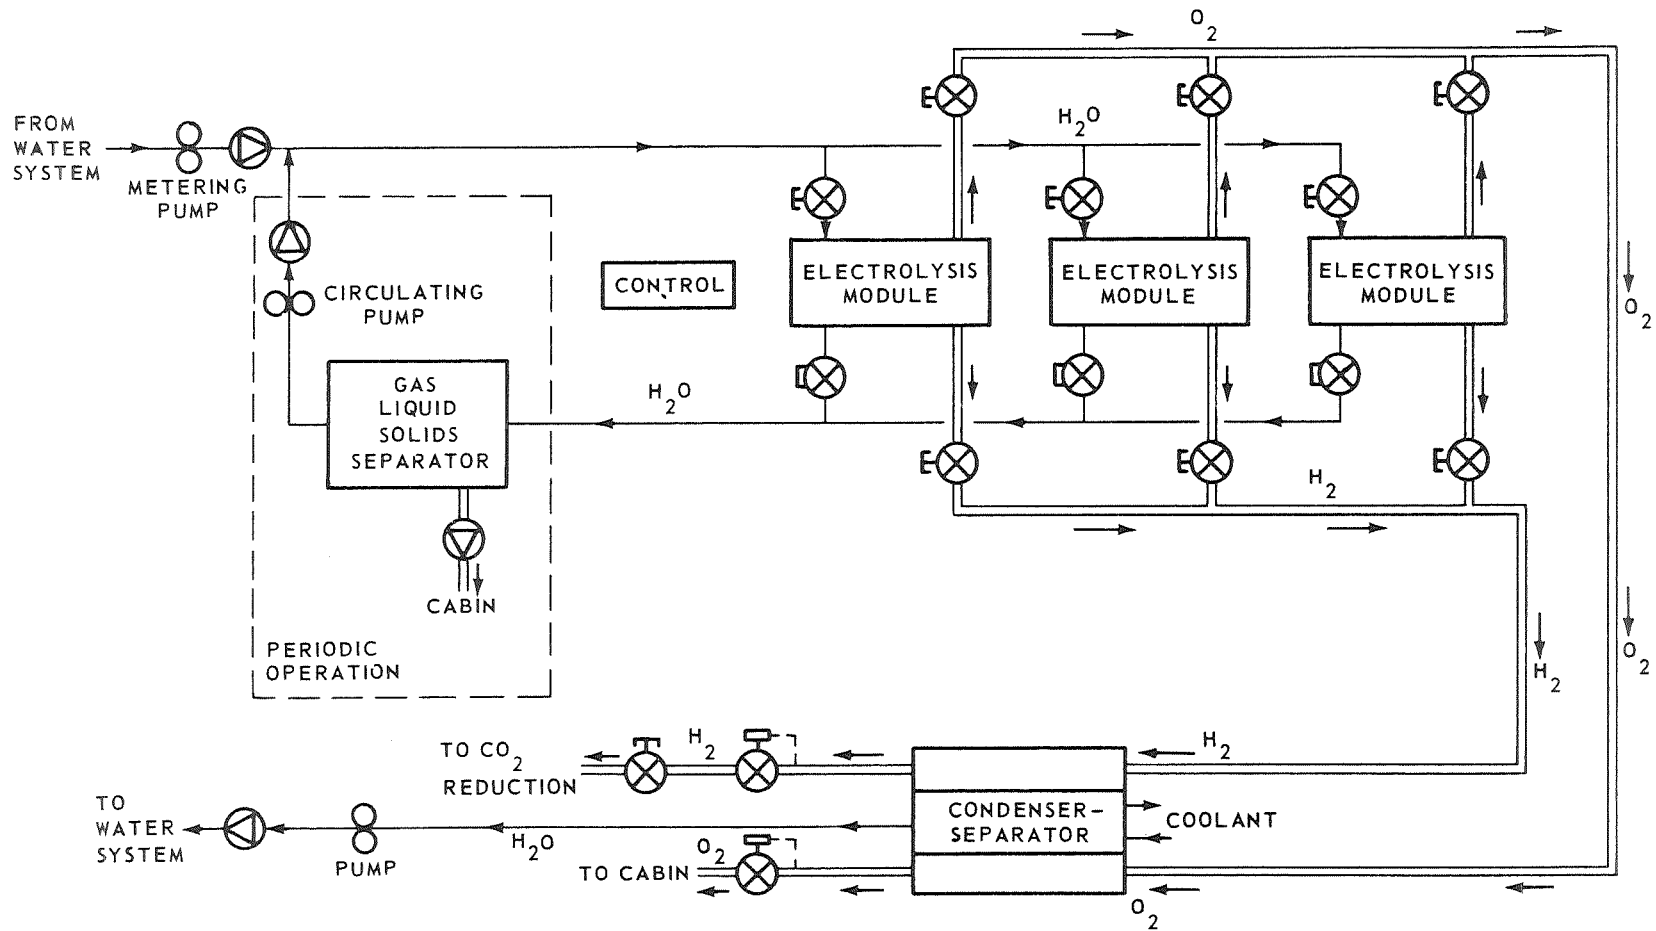 O2
FROM
WATER
SYSTEM
METERING
PUMP
H2O
CIRCULATING
PUMP
CONTROL
ELECTROLYSIS
MODULE
ELECTROLYSIS
MODULE
ELECTROLYSIS
MODULE
O2
GAS
LIQUID
SOLIDS
SEPARATOR
H2O
H2
CABIN
PERIODIC
OPERATION
O2
H2
TO CO2
REDUCTION
H2
H2
TO
WATER
SYSTEM
PUMP
H2O
CONDENSER-
SEPARATOR
COOLANT
O2
TO CABIN
O2